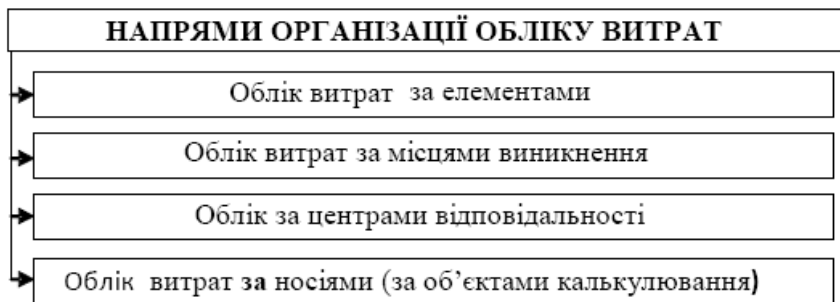 НАПРЯМИ ОРГАНІЗАЦІЇ ОБЛІКУ ВИТРАТ
Облік витрат за елементами
Облік витрат за місцями виникнення
Облік за центрами відповідальності
Облік витрат за носіями (за об’єктами калькулювання)